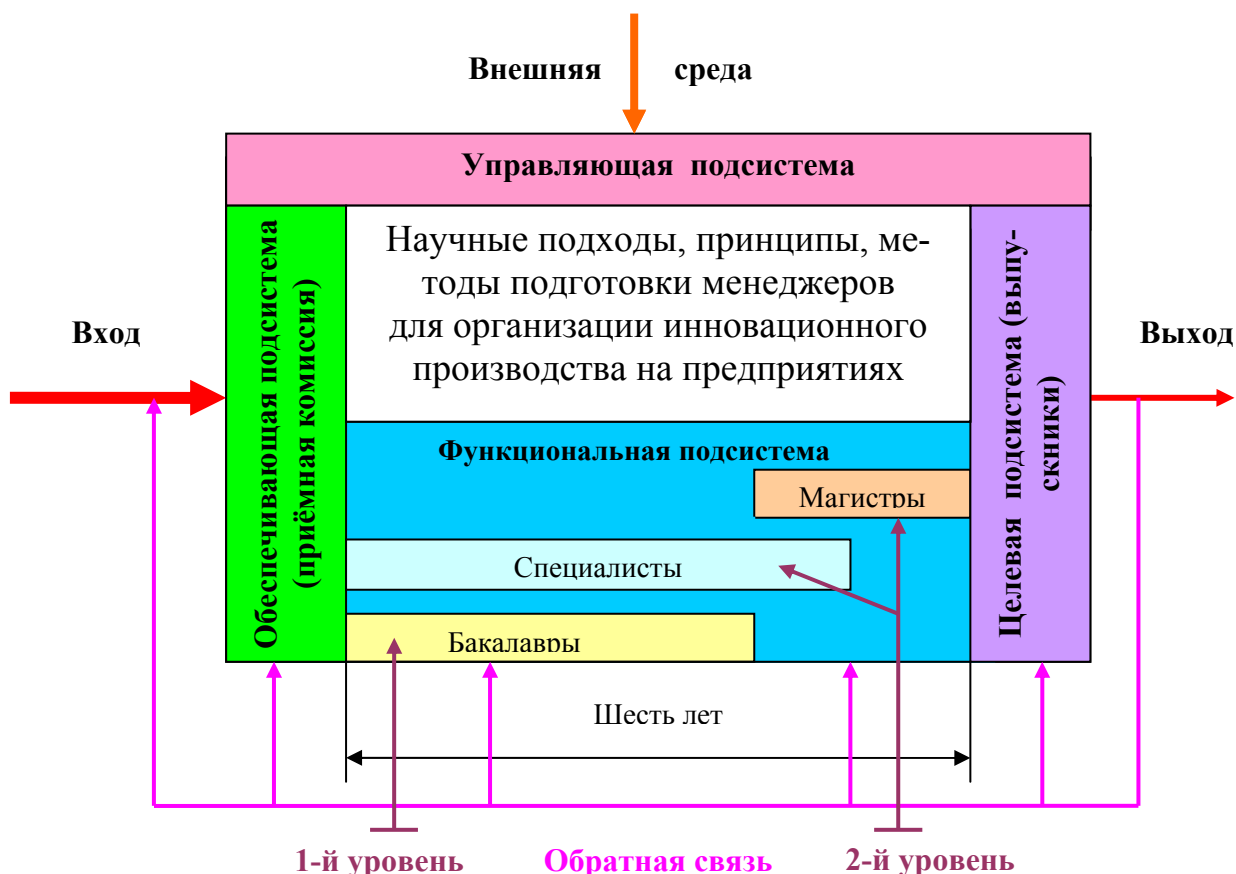 Внешняя среда
Управляющая подсистема
Обеспечивающая подсистема
(приёмная комиссия)
Научные подходы, принципы, ме-
тоды подготовки менеджеров
для организации инновационного
производства на предприятиях
Целевая подсистема (выпу-
скники)
Вход
Выход
Функциональная подсистема
Магистры
Специалисты
Бакалавры
Шесть лет
1-й уровень
Обратная связь
2-й уровень